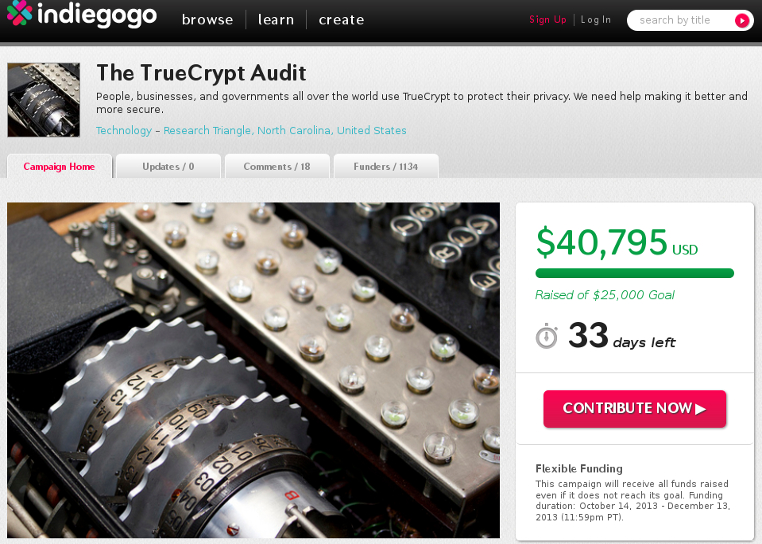 indiegogo
browse
learn
create
Sign Up
Log In
search by title
The TrueCrypt Audit
People, businesses, and governments all over the world use TrueCrypt to protect their privacy. We need help making it better and
more secure.
Technology – Research Triangle, North Carolina, United States
Campaign Home
Updates / 0
Comments / 18
Funders / 1134
$40,795 USD
Raised of $25,000 Goal
33 days left
CONTRIBUTE NOW ▶
Flexible Funding
This campaign will receive all funds raised
even if it does not reach its goal. Funding
duration: October 14, 2013 - December 13,
2013 (11:59pm PT).